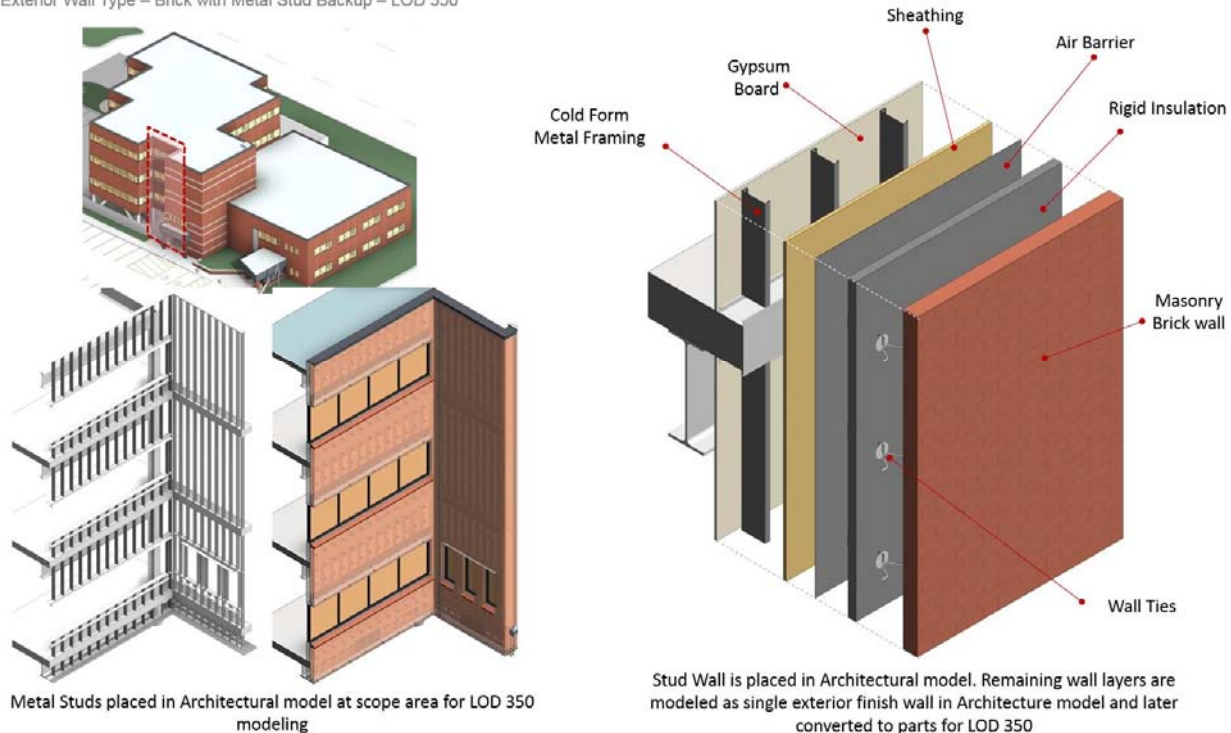 Exterior Wall Type – Brick with Metal Stud Backup – LOD 350
Sheathing
Air Barrier
Gypsum
Board
Rigid Insulation
Cold Form
Metal Framing
Masonry
Brick wall
Wall Ties
Metal Studs placed in Architectural model at scope area for LOD 350
modeling
Stud Wall is placed in Architectural model. Remaining wall layers are
modeled as single exterior finish wall in Architecture model and later
converted to parts for LOD 350